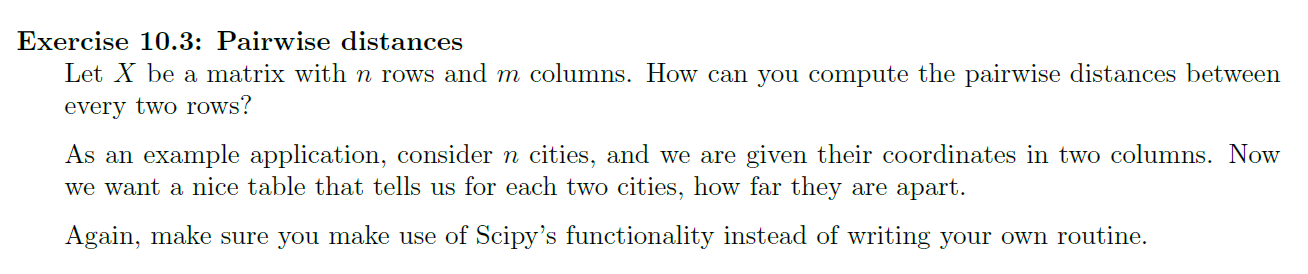 Exercise 10.3: Pairwise distances
Let X be a matrix with n rows and m columns. How can you compute the pairwise distances between
every two rows?
As an example application, consider n cities, and we are given their coordinates in two columns. Now
we want a nice table that tells us for each two cities, how far they are apart.
Again, make sure you make use of Scipy's functionality instead of writing your own routine.